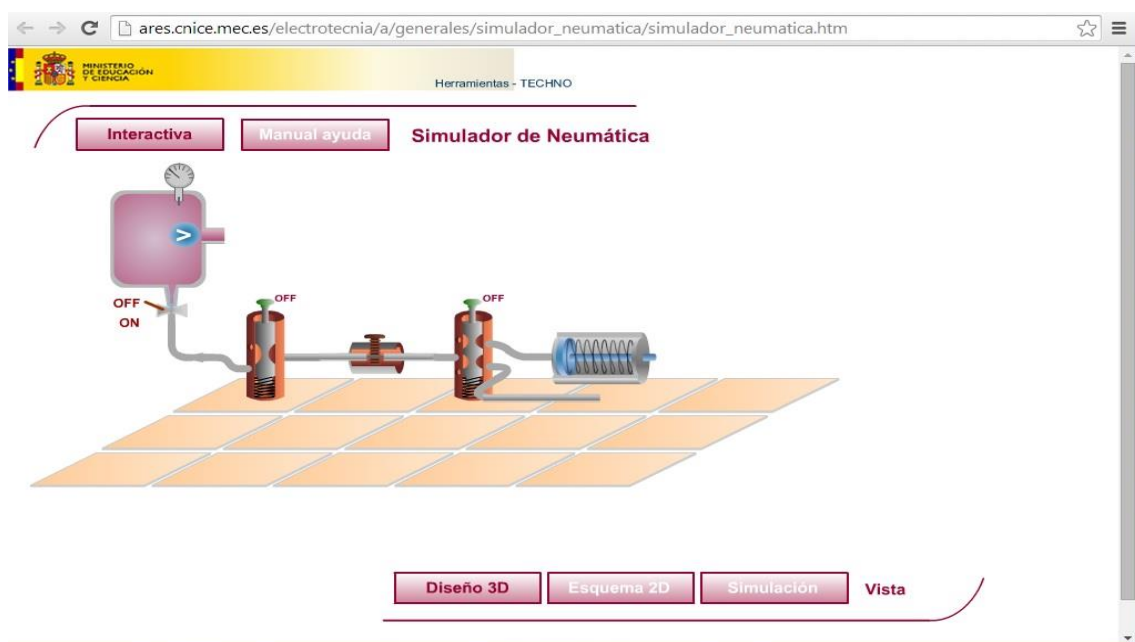 ares.cnice.mec.es/electrotecnia/a/generales/simulador_neumatica/simulador_neumatica.htm
MINISTERIO
DE EDUCACIÓN
Y CIENCIA
Herramientas - TECHNO
Interactiva
Manual ayuda
Simulador de Neumática
OFF
ON
OFF
OFF
Diseño 3D
Esquema 2D
Simulación
Vista